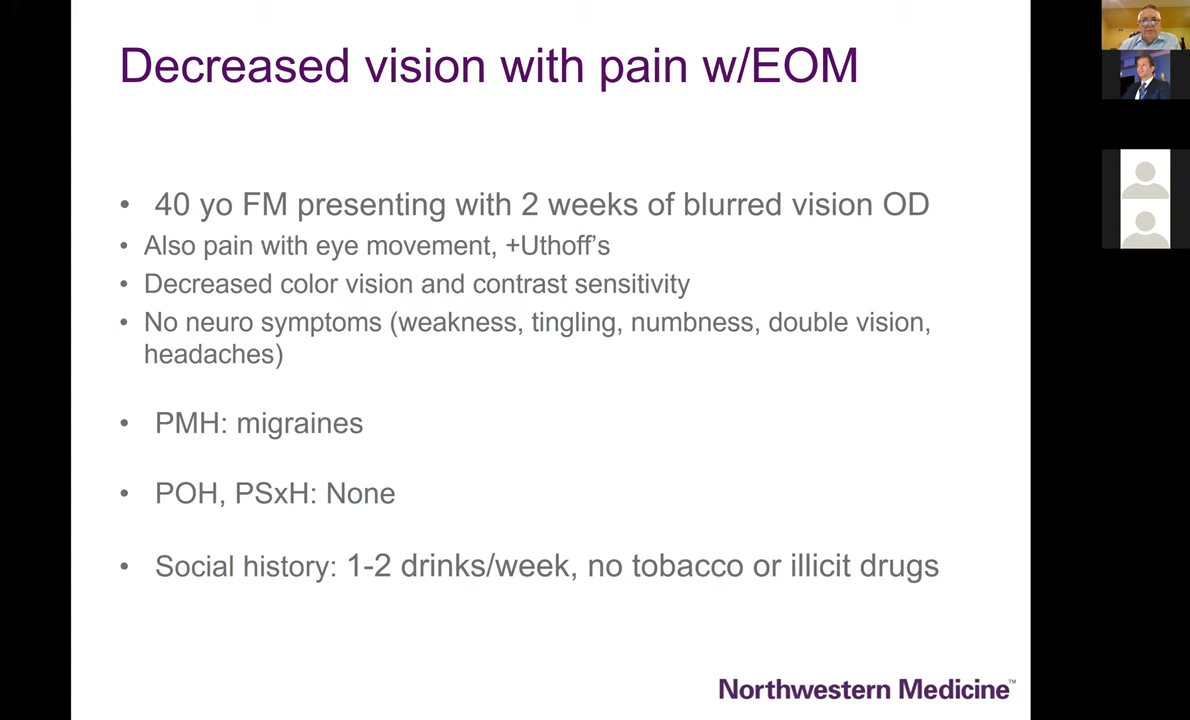 Decreased vision with pain w/EOM
• 40 yo FM presenting with 2 weeks of blurred vision OD
• Also pain with eye movement, +Uthoff's
• Decreased color vision and contrast sensitivity
• No neuro symptoms (weakness, tingling, numbness, double vision,
headaches)
• PMH: migraines
• POH, PSxH: None
• Social history: 1-2 drinks/week, no tobacco or illicit drugs
Northwestern Medicine™